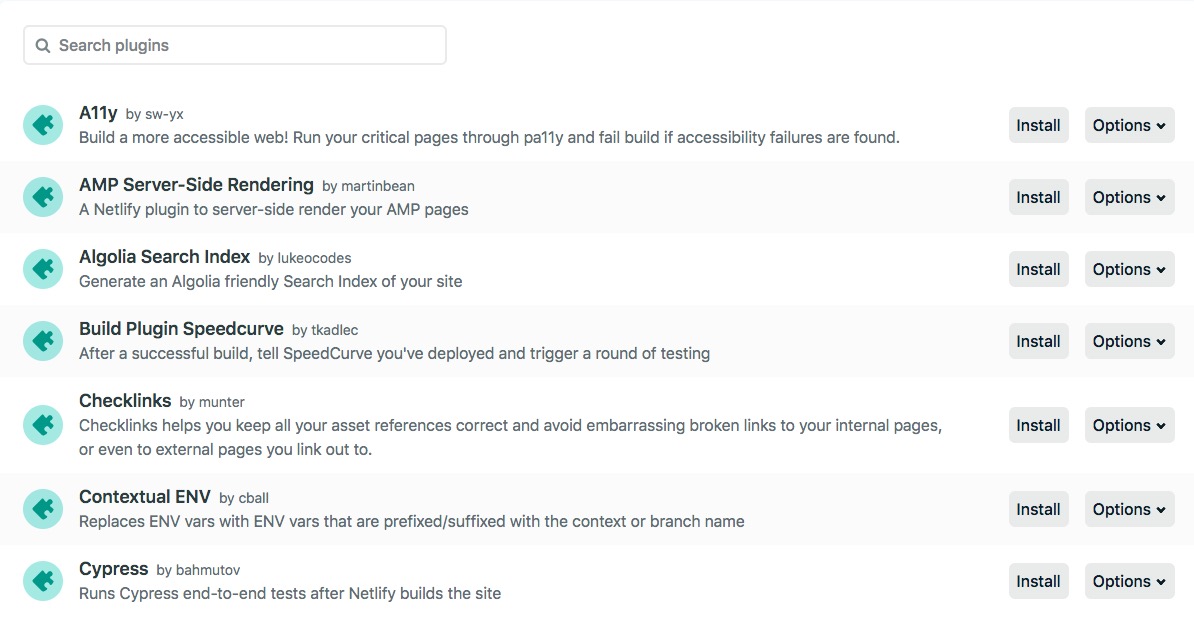 Search plugins
A11y by sw-yx
Build a more accessible web! Run your critical pages through pa11y and fail build if accessibility failures are found.
Install Options
AMP Server-Side Rendering by martinbean
A Netlify plugin to server-side render your AMP pages
Install Options
Algolia Search Index by lukeocodes
Generate an Algolia friendly Search Index of your site
Install Options
Build Plugin Speedcurve by tkadlec
After a successful build, tell SpeedCurve you've deployed and trigger a round of testing
Install Options
Checklinks by munter
Checklinks helps you keep all your asset references correct and avoid embarrassing broken links to your internal pages,
or even to external pages you link out to.
Install Options
Contextual ENV by cball
Replaces ENV vars with ENV vars that are prefixed/suffixed with the context or branch name
Install Options
Cypress by bahmutov
Runs Cypress end-to-end tests after Netlify builds the site
Install Options